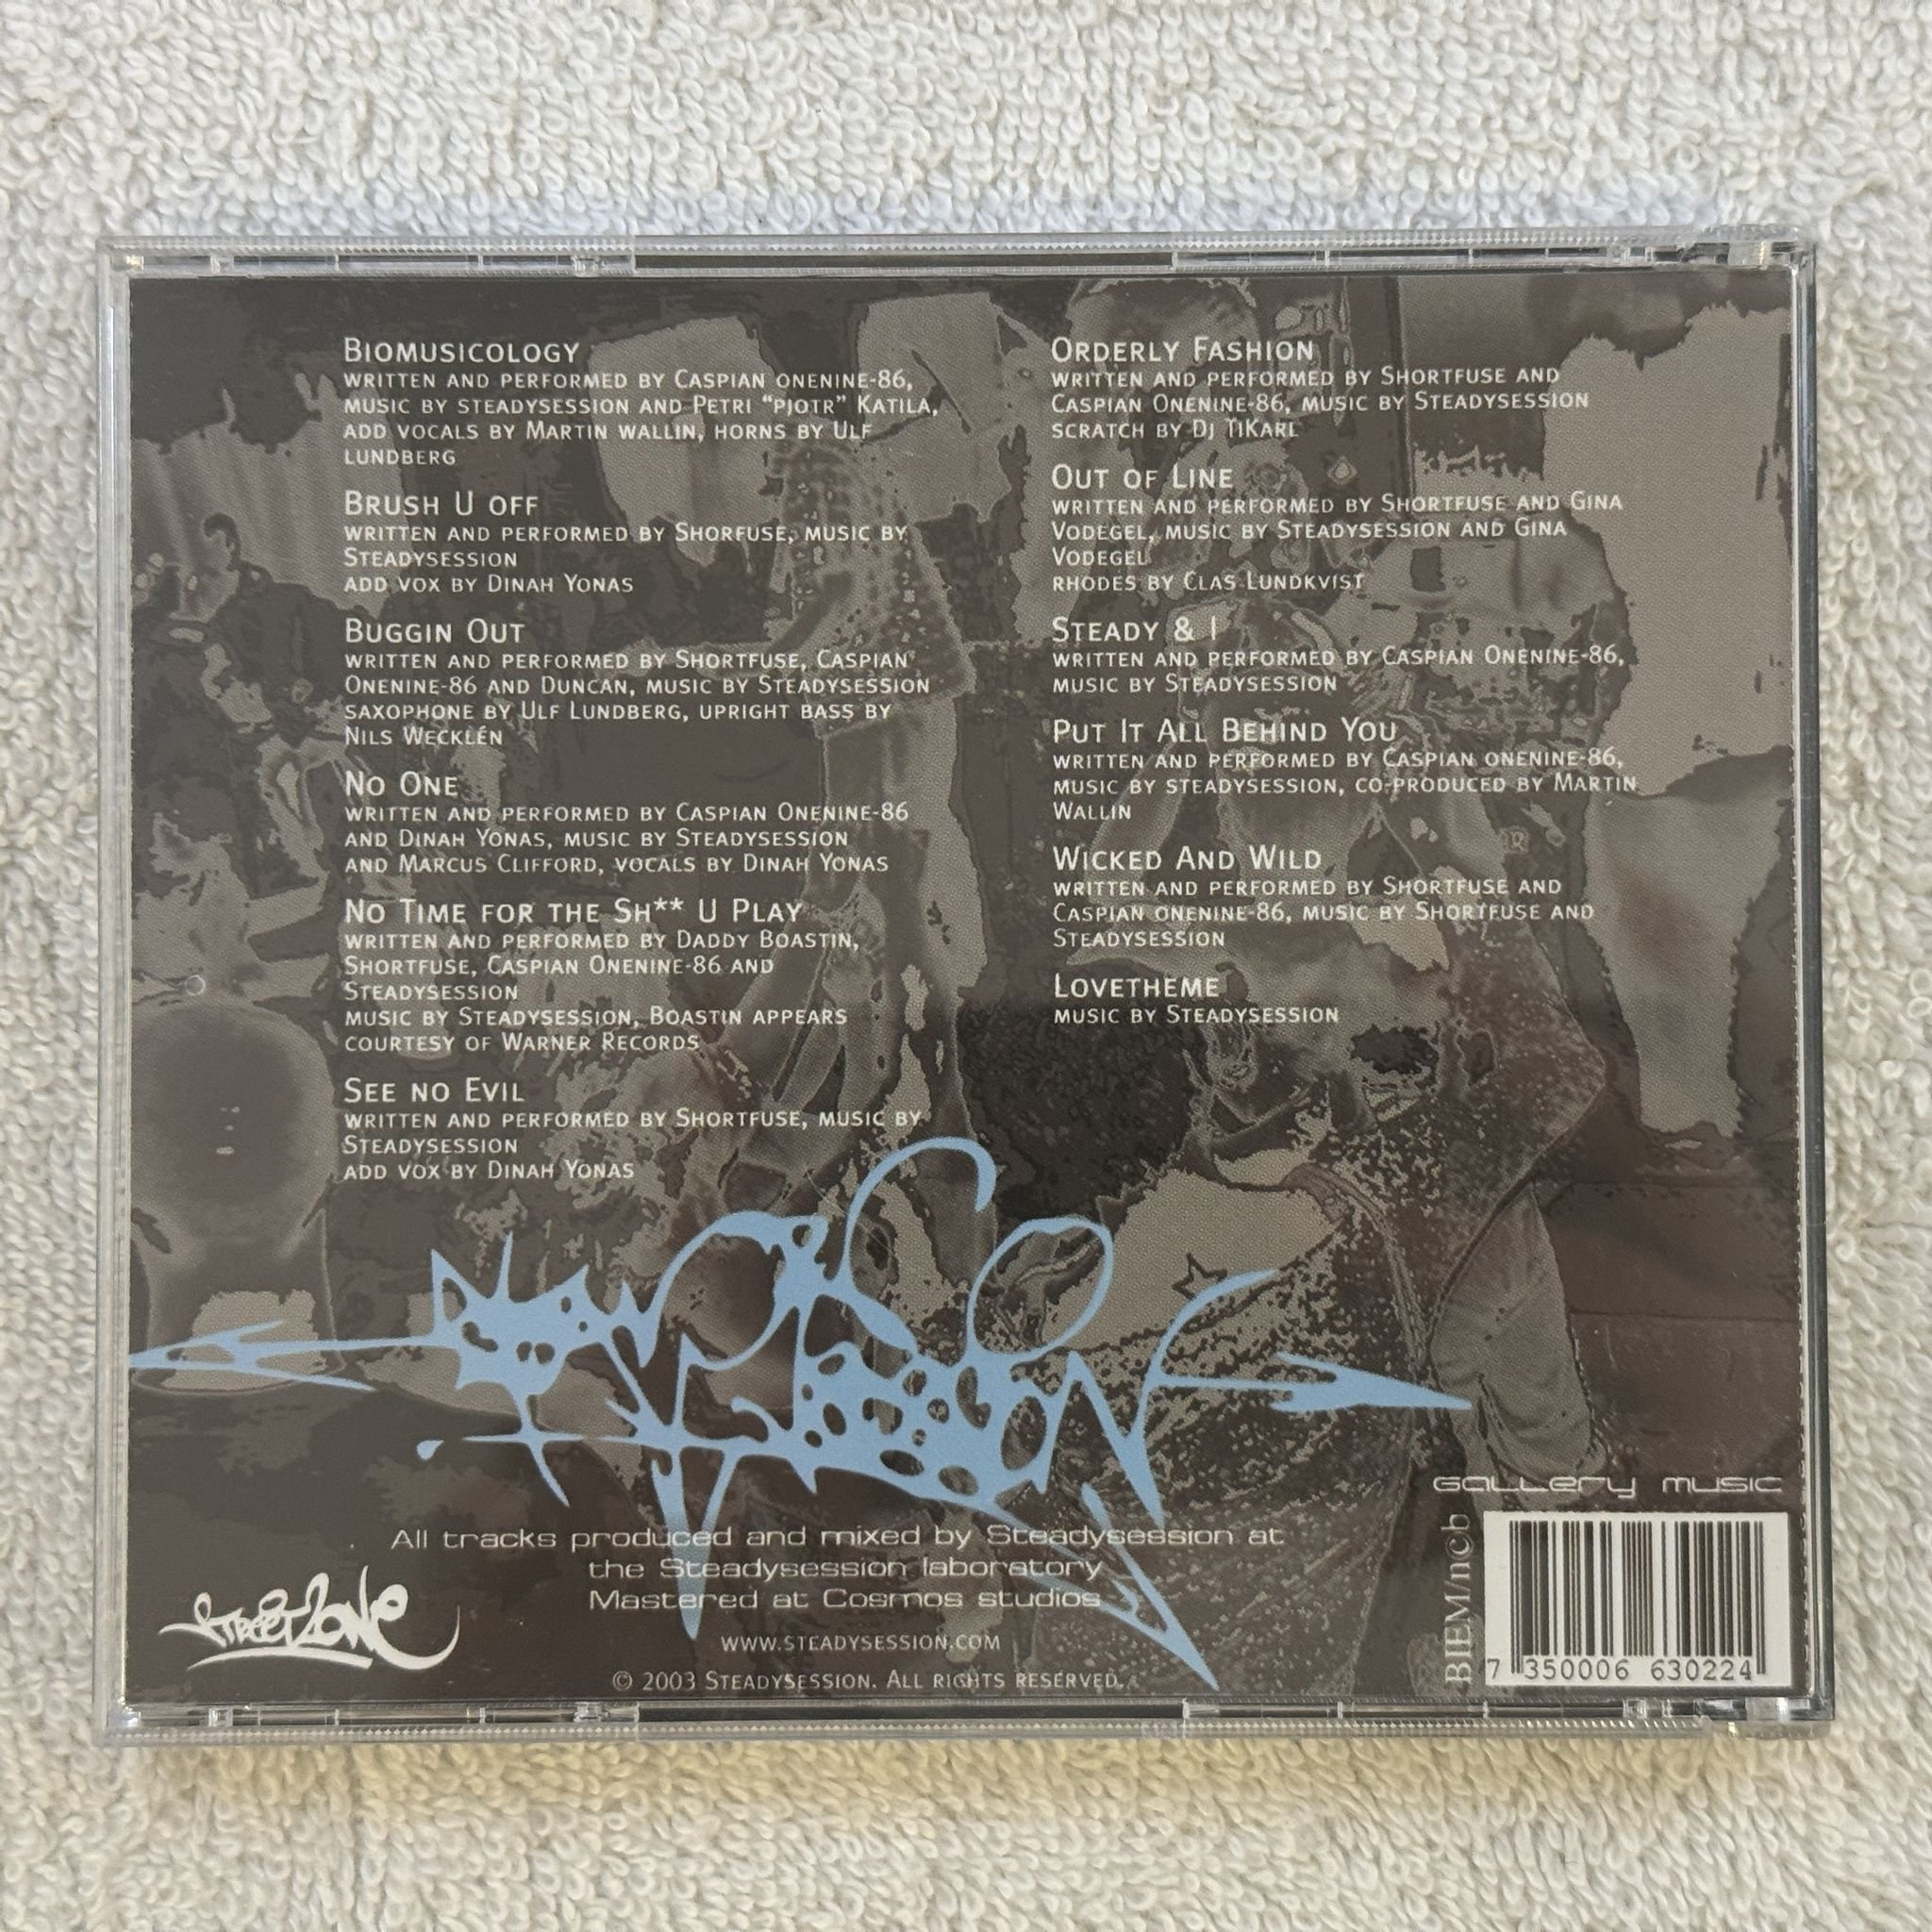 Biomusicology
written and performed by Caspian onenine-86,
music by steadysession and Petri “pjotr” Katila,
add vocals by Martin wallin, horns by Ulf
lundberg
Brush U off
written and performed by Shorfuse, music by
Steadysession
add vox by Dinah Yonas
Buggin Out
written and performed by Shortfuse, Caspian
Onenine-86 and Duncan, music by Steadysession
saxophone by Ulf Lundberg, upright bass by
Nils Wecklén
No One
written and performed by Caspian Onenine-86
and Dinah Yonas, music by Steadysession
and Marcus Clifford, vocals by Dinah Yonas
No Time for the Sh** U Play
written and performed by Daddy Boastin,
Shortfuse, Caspian Onenine-86 and
Steadysession
music by Steadysession, Boastin appears
courtesy of Warner Records
See no Evil
written and performed by Shortfuse, music by
Steadysession
add vox by Dinah Yonas
Orderly Fashion
written and performed by Shortfuse and
Caspian Onenine-86, music by Steadysession
scratch by Dj TiKarl
Out of Line
written and performed by Shortfuse and Gina
Vodegel, music by Steadysession and Gina
Vodegel
rhodes by Clas Lundkvist
Steady & I
written and performed by Caspian Onenine-86,
music by Steadysession
Put It All Behind You
written and performed by Caspian onenine-86,
music by steadysession, co-produced by Martin
Wallin
Wicked And Wild
written and performed by Shortfuse and
Caspian onenine-86, music by Shortfuse and
Steadysession
Lovetheme
music by Steadysession
All tracks produced and mixed by Steadysession at
the Steadysession laboratory
Mastered at Cosmos studios
www.steadysession.com
© 2003 Steadysession. All rights reserved.
Streetzone
Gallery music
BIEM/ncb
7 350006 630224